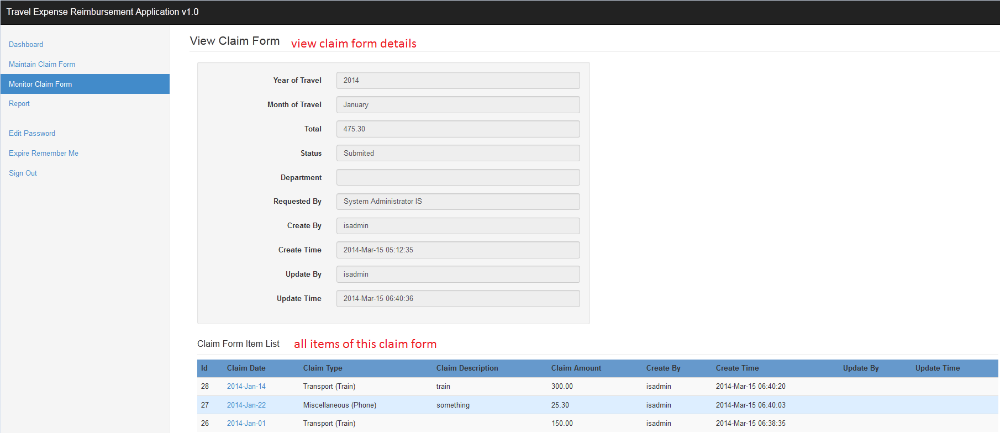 Travel Expense Reimbursement Application v1.0
Dashboard
Maintain Claim Form
Monitor Claim Form
Report
Edit Password
Expire Remember Me
Sign Out
View Claim Form view claim form details
Year of Travel 2014
Month of Travel January
Total 475.30
Status Submited
Department
Requested By System Administrator IS
Create By isadmin
Create Time 2014-Mar-15 05:12:35
Update By isadmin
Update Time 2014-Mar-15 06:40:36
Claim Form Item List all items of this claim form
Id Claim Date Claim Type Claim Description Claim Amount Create By Create Time Update By Update Time
28 2014-Jan-14 Transport (Train) train 300.00 isadmin 2014-Mar-15 06:40:20
27 2014-Jan-22 Miscellaneous (Phone) something 25.30 isadmin 2014-Mar-15 06:40:03
26 2014-Jan-01 Transport (Train) 150.00 isadmin 2014-Mar-15 06:38:35